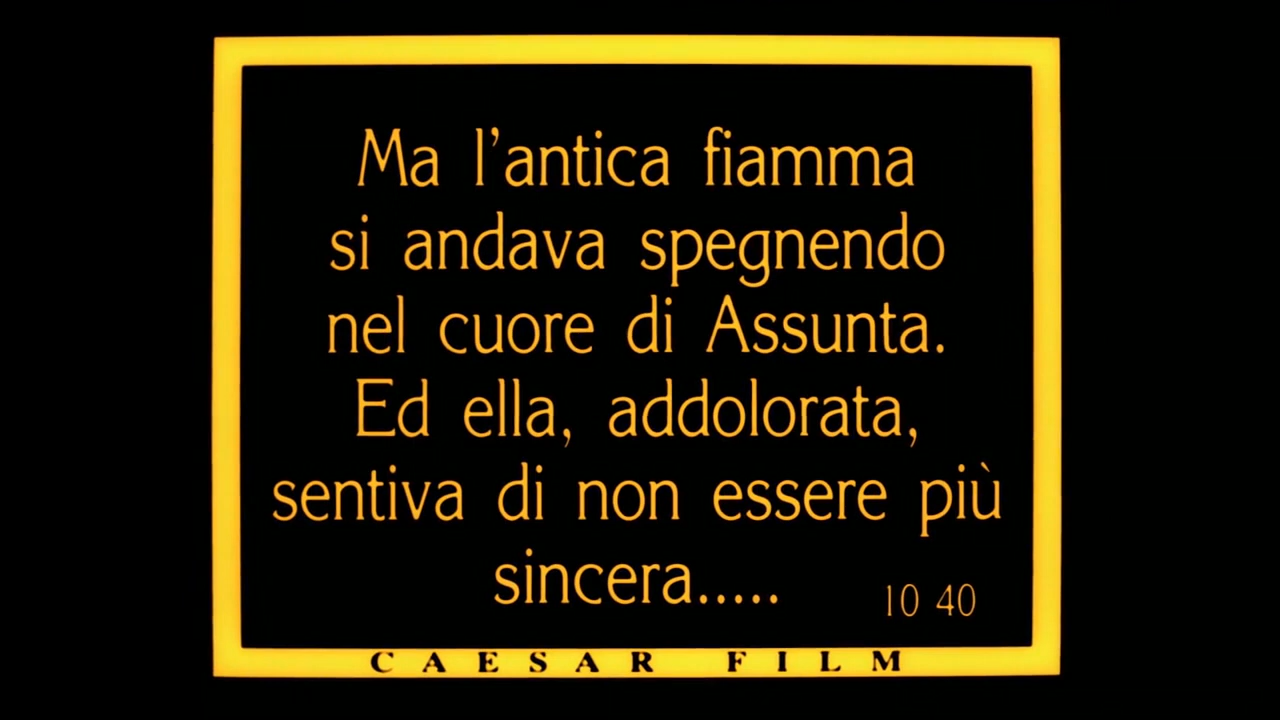 Ma l'antica fiamma
si andava spegnendo
nel cuore di Assunta.
Ed ella, addolorata,
sentiva di non essere più
sincera.....
10 40
CAESAR FILM